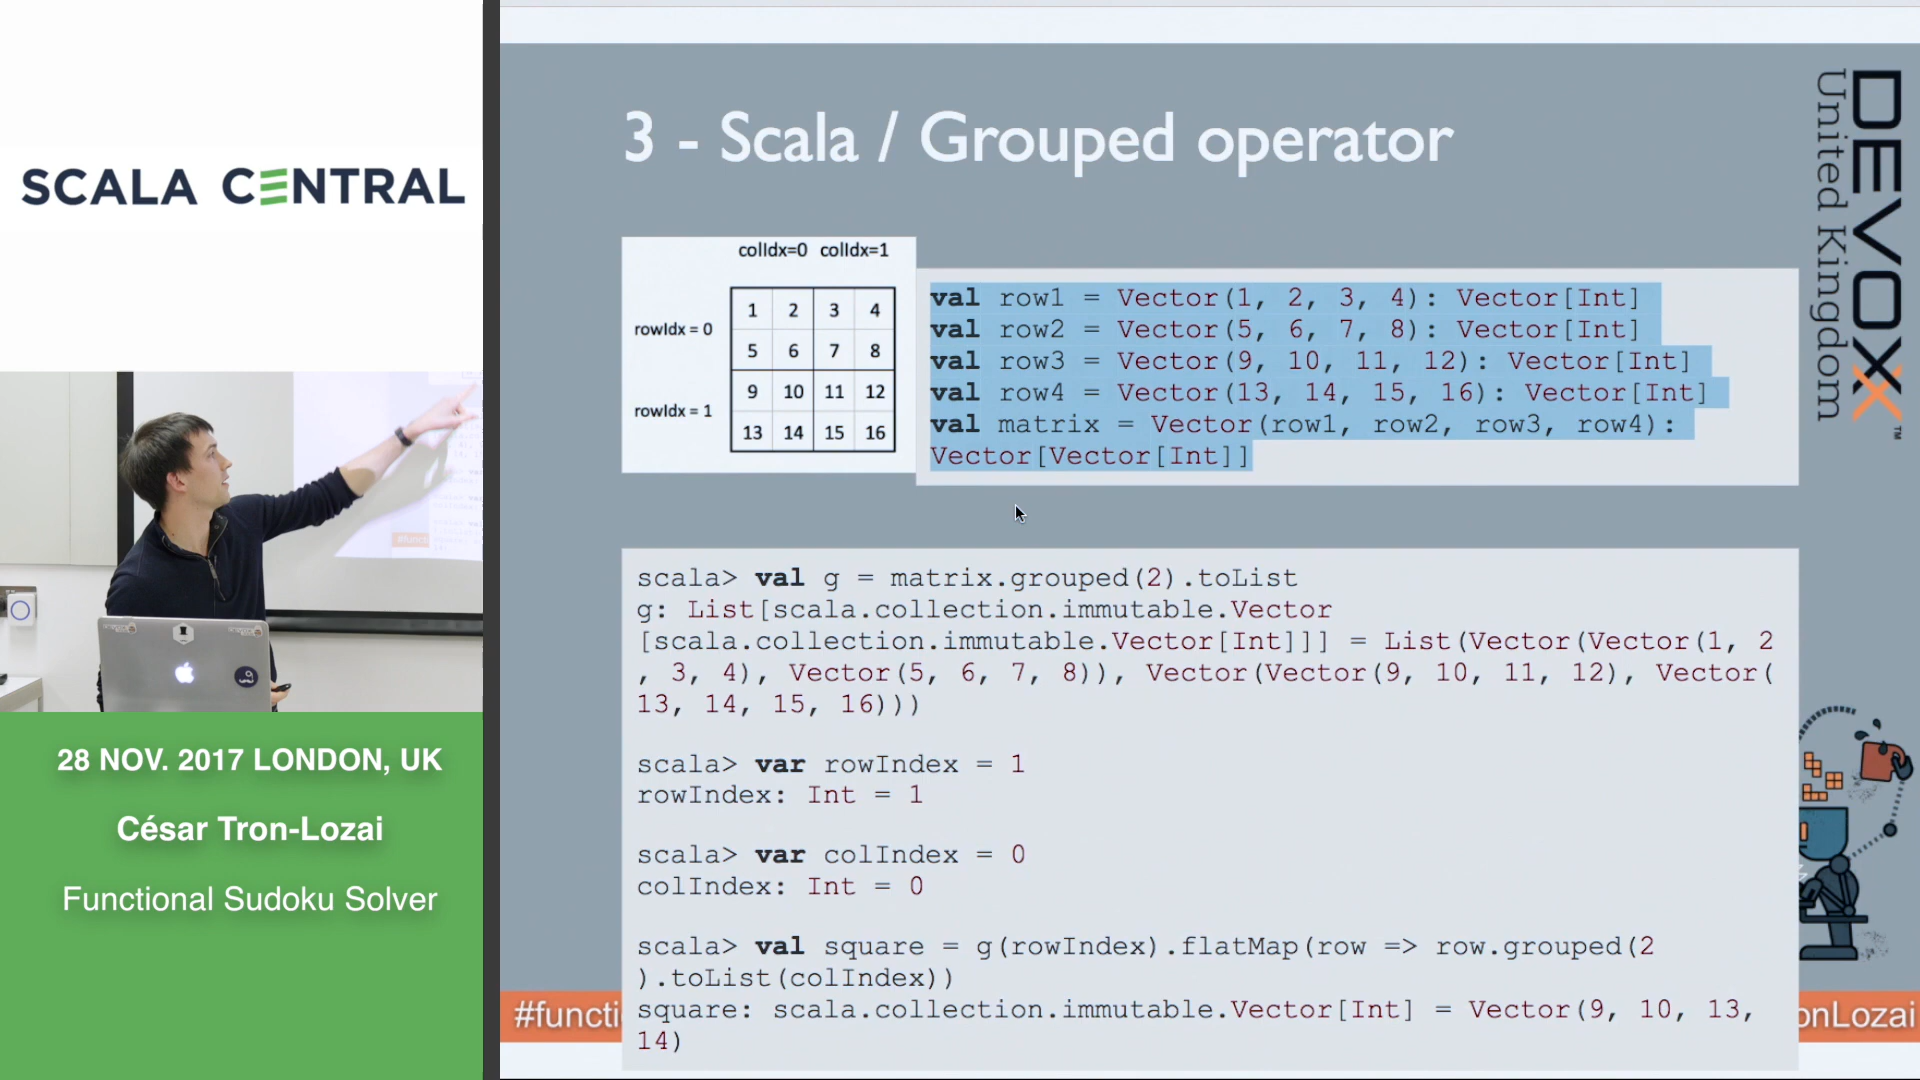 SCALA CENTRAL
28 NOV. 2017 LONDON, UK
César Tron-Lozai
Functional Sudoku Solver
3 - Scala / Grouped operator
DEVOXX™
United Kingdom
colIdx=0 colIdx=1
rowIdx = 0
rowIdx = 1
1 2 3 4
5 6 7 8
9 10 11 12
13 14 15 16
val row1 = Vector(1, 2, 3, 4): Vector[Int]
val row2 = Vector(5, 6, 7, 8): Vector[Int]
val row3 = Vector(9, 10, 11, 12): Vector[Int]
val row4 = Vector(13, 14, 15, 16): Vector[Int]
val matrix = Vector(row1, row2, row3, row4):
Vector[Vector[Int]]
scala> val g = matrix.grouped(2).toList
g: List[scala.collection.immutable.Vector
[scala.collection.immutable.Vector[Int]]] = List(Vector(Vector(1, 2
, 3, 4), Vector(5, 6, 7, 8)), Vector(Vector(9, 10, 11, 12), Vector(
13, 14, 15, 16)))
scala> var rowIndex = 1
rowIndex: Int = 1
scala> var colIndex = 0
colIndex: Int = 0
scala> val square = g(rowIndex).flatMap(row => row.grouped(2
).toList(colIndex))
square: scala.collection.immutable.Vector[Int] = Vector(9, 10, 13,
14)
#functi
onLozai